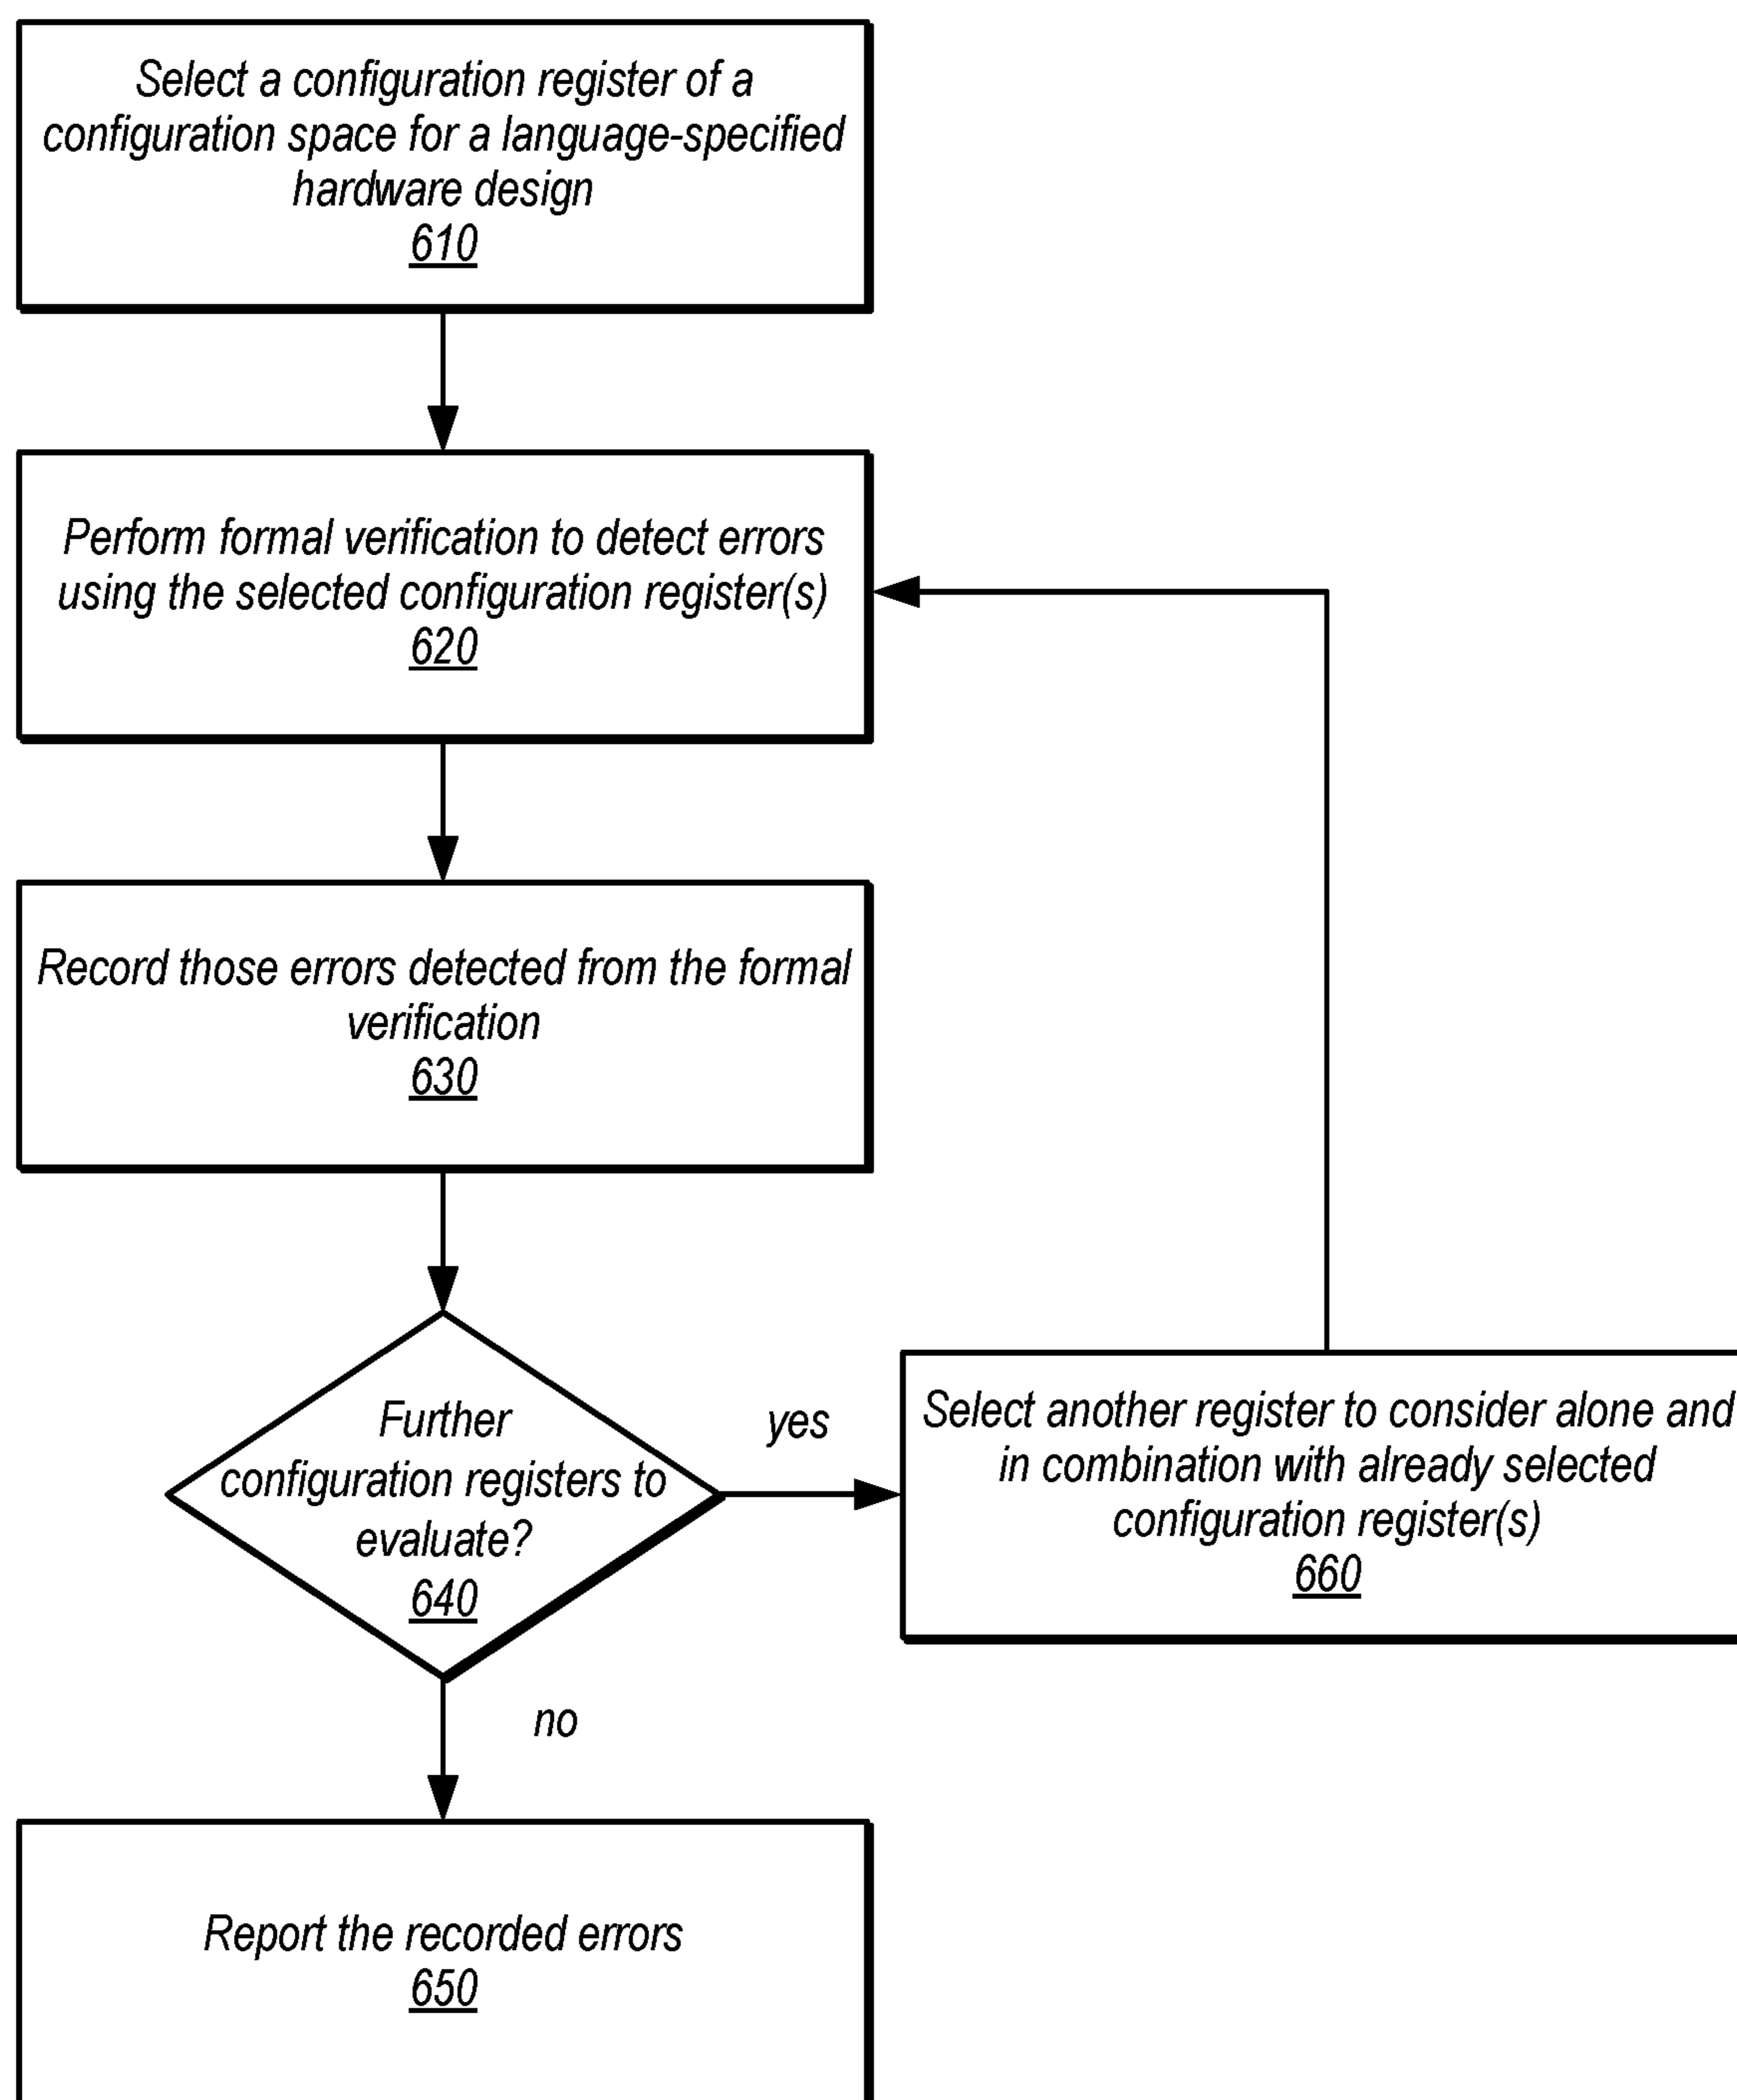 Select a configuration register of a
configuration space for a language-specified
hardware design
610
Perform formal verification to detect errors
using the selected configuration register(s)
620
Record those errors detected from the formal
verification
630
Further
configuration registers to
evaluate?
640
yes
Select another register to consider alone and
in combination with already selected
configuration register(s)
660
no
Report the recorded errors
650